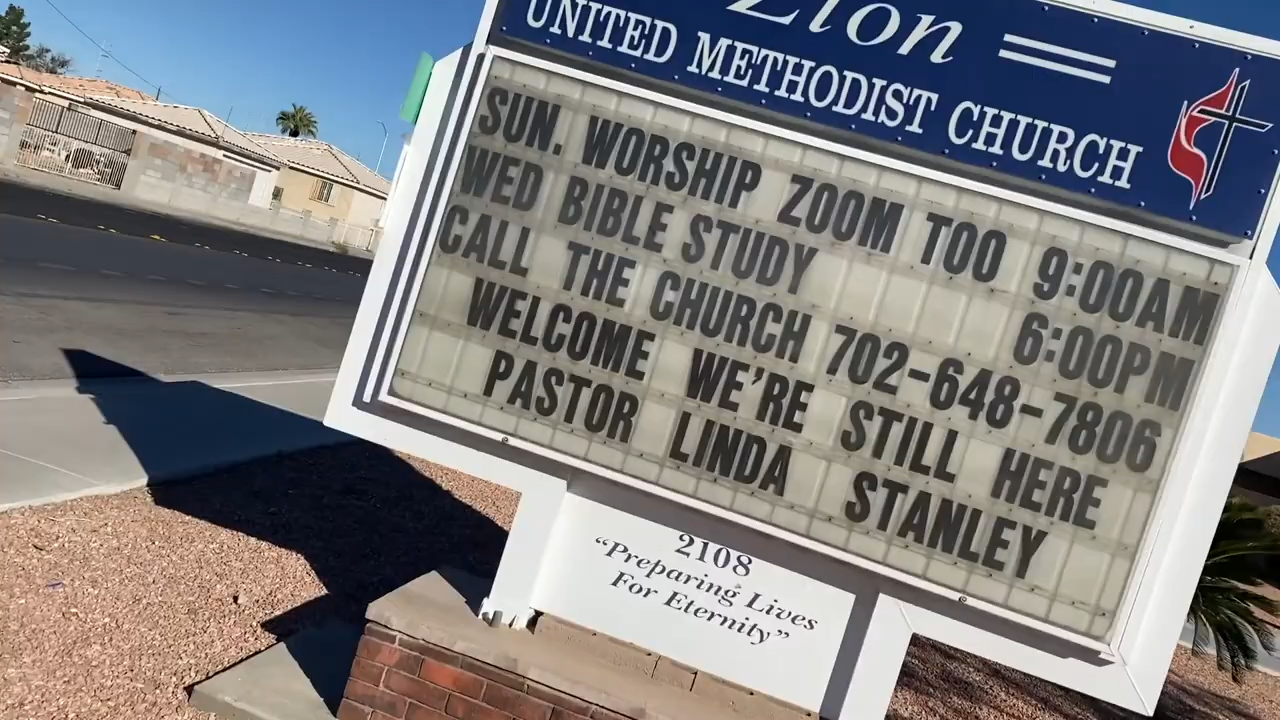 Zion
UNITED METHODIST CHURCH
SUN. WORSHIP ZOOM TOO 9:00AM
WED BIBLE STUDY 6:00PM
CALL THE CHURCH 702-648-7806
WELCOME WE'RE STILL HERE
PASTOR LINDA STANLEY
2108
“Preparing Lives
For Eternity”